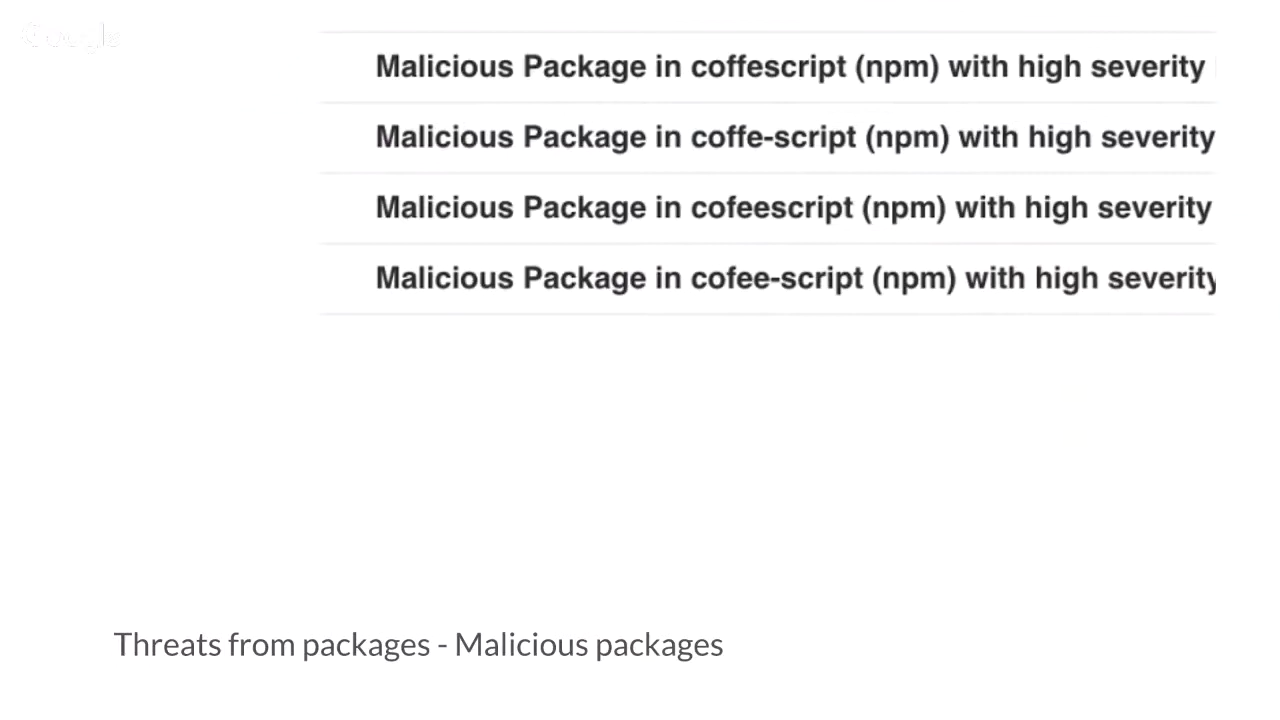 Google
Malicious Package in coffescript (npm) with high severity
Malicious Package in coffe-script (npm) with high severity
Malicious Package in cofeescript (npm) with high severity
Malicious Package in cofee-script (npm) with high severity
Threats from packages - Malicious packages